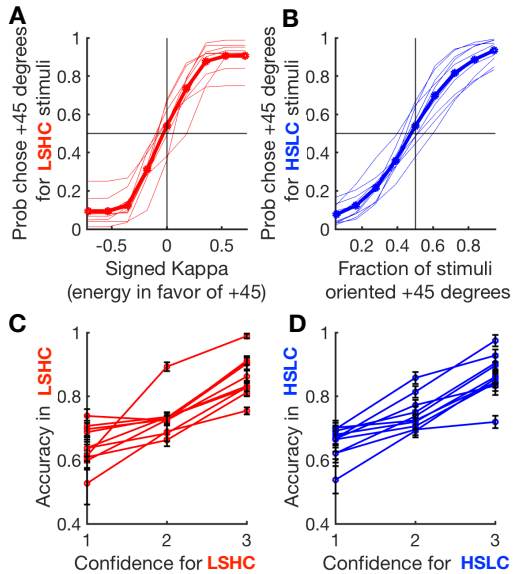 A
B
Prob chose +45 degrees
for LSHC stimuli
1
0.8
0.6
0.4
0.2
0
-0.5
0
0.5
Signed Kappa
(energy in favor of +45)
Prob chose +45 degrees
for HSLC stimuli
1
0.8
0.6
0.4
0.2
0
0.2
0.4
0.6
0.8
Fraction of stimuli
oriented +45 degrees
C
D
Accuracy in LSHC
1
0.8
0.6
0.4
1
2
3
Confidence for LSHC
Accuracy in HSLC
1
0.8
0.6
0.4
1
2
3
Confidence for HSLC